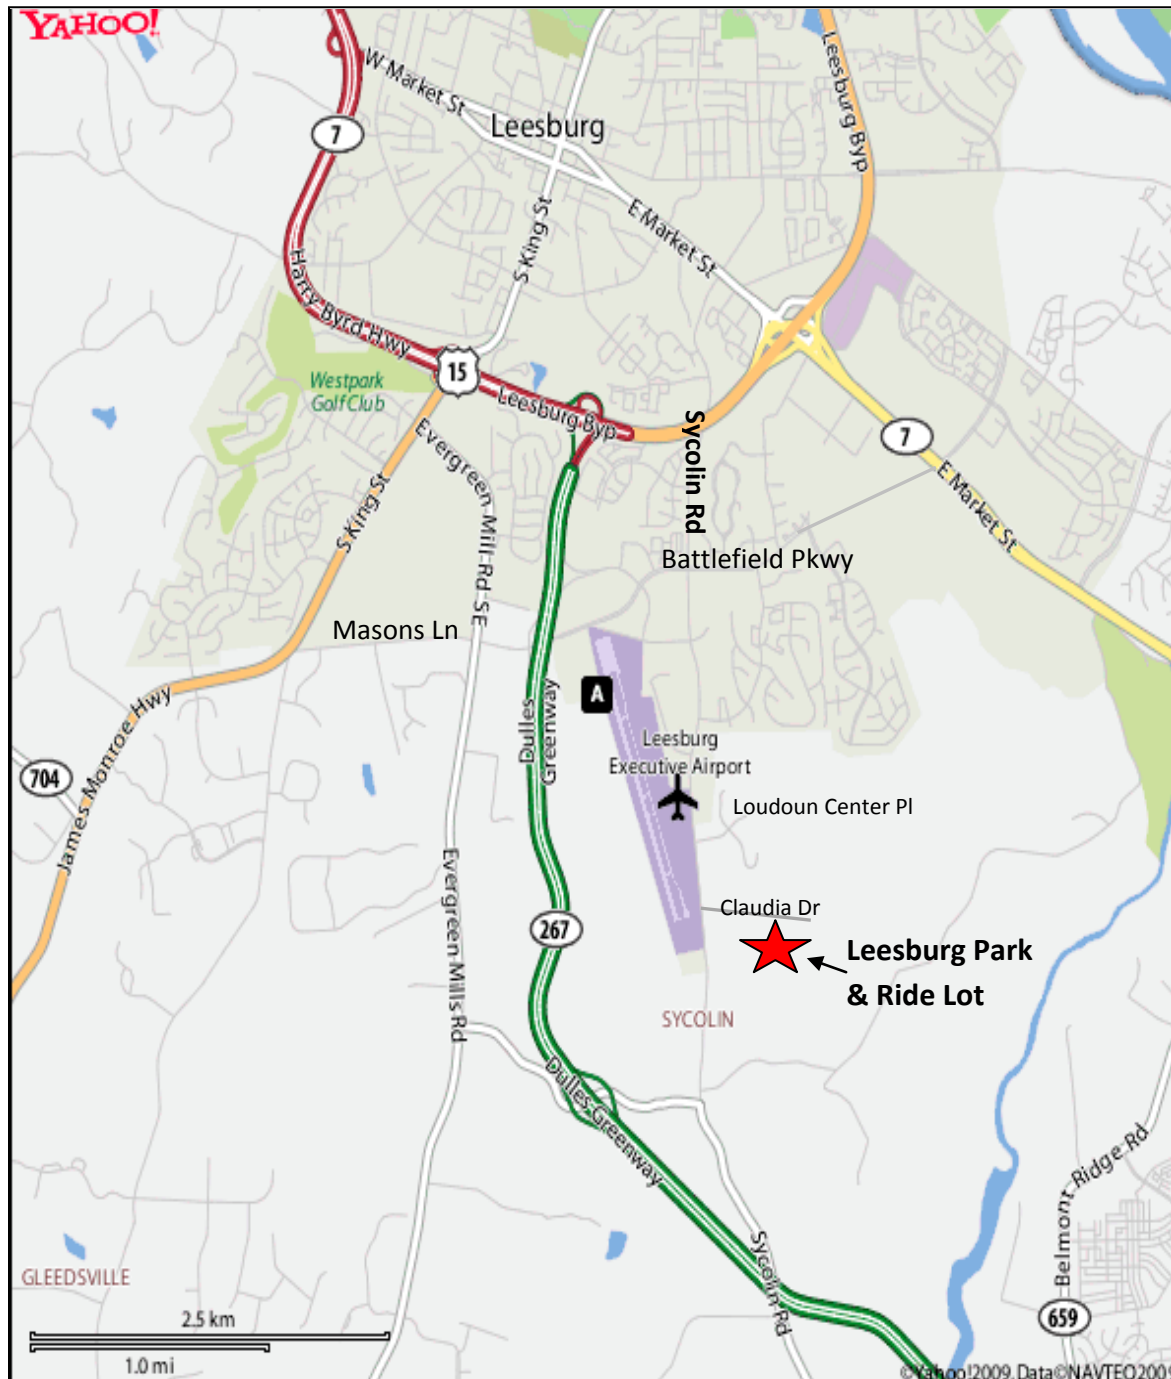 YAHOO!
W Market St
Leesburg Byp
7
Leesburg
E Market St
S King St
Harry Byrd Hwy
15
Westpark
Golf Club
Leesburg Byp
Sycolin Rd
7
Evergreen Mill Rd SE
E Market St
S King St
Battlefield Pkwy
Masons Ln
A
Dulles
Greenway
James Monroe Hwy
Leesburg
Executive Airport
704
Loudoun Center Pl
Evergreen Mills Rd
Claudia Dr
267
Leesburg Park
& Ride Lot
SYCOLIN
Dulles Greenway
Belmont Ridge Rd
Sycolin Rd
GLEEDSVILLE
2.5 km
659
1.0 mi
©Yahoo!2009, Data©NAVTEQ2009